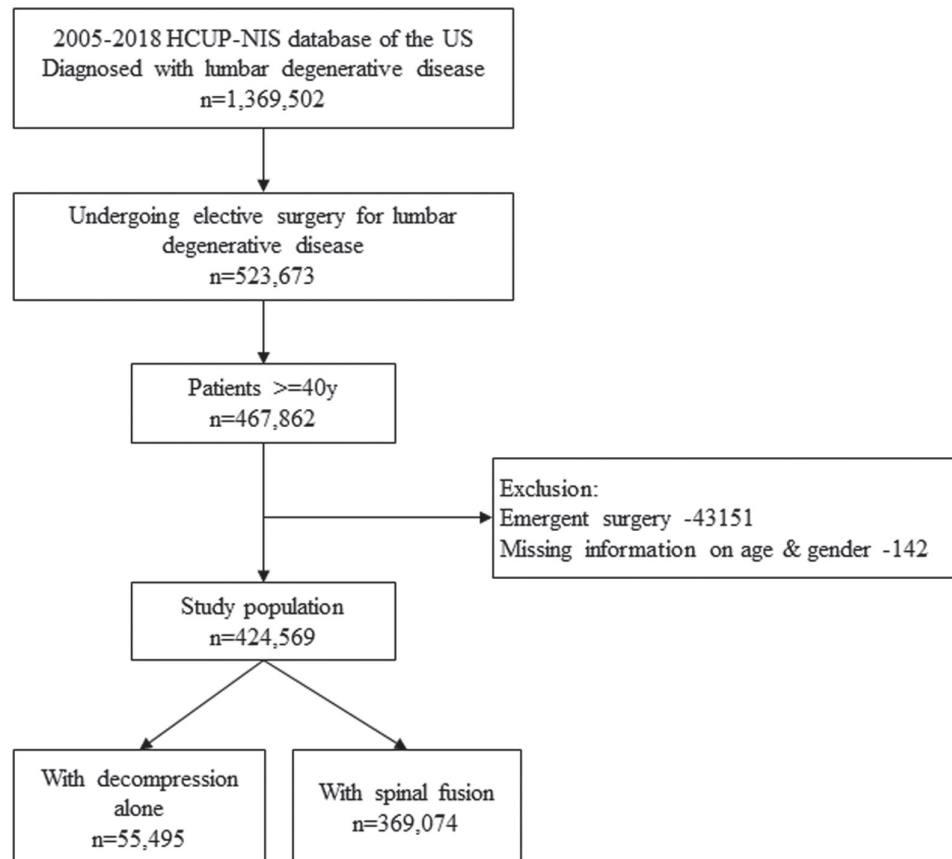 2005-2018 HCUP-NIS database of the US
Diagnosed with lumbar degenerative disease
n=1,369,502
Undergoing elective surgery for lumbar
degenerative disease
n=523,673
Patients >=40y
n=467,862
Exclusion:
Emergent surgery -43151
Missing information on age & gender -142
Study population
n=424,569
With decompression
alone
n=55,495
With spinal fusion
n=369,074